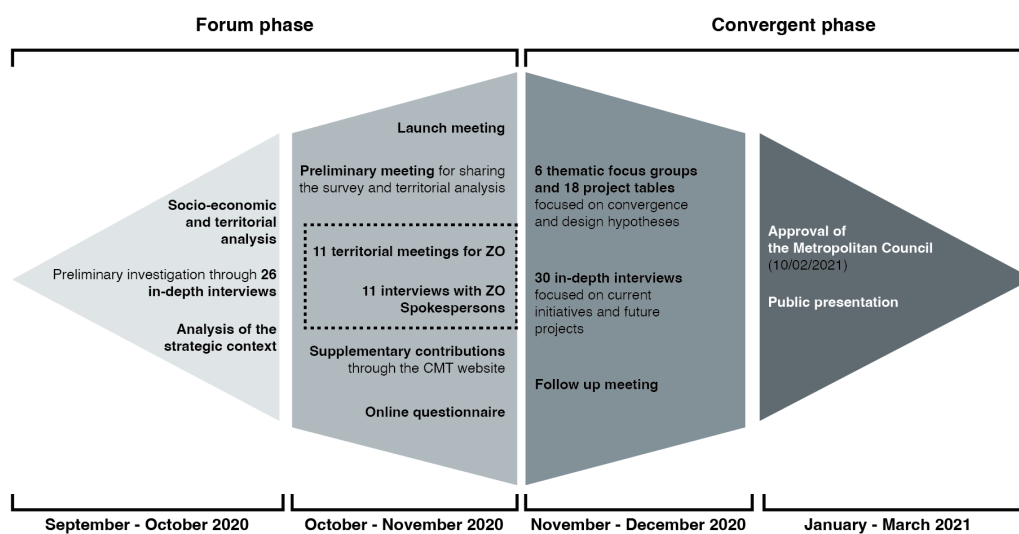 Forum phase
Convergent phase
Socio-economic
and territorial
analysis
Preliminary investigation through 26
in-depth interviews
Analysis of the
strategic context
Launch meeting
Preliminary meeting for sharing
the survey and territorial analysis
11 territorial meetings for ZO
11 interviews with ZO
Spokespersons
Supplementary contributions
through the CMT website
Online questionnaire
6 thematic focus groups
and 18 project tables
focused on convergence
and design hypotheses
30 in-depth interviews
focused on current
initiatives and future
projects
Follow up meeting
Approval of
the Metropolitan Council
(10/02/2021)
Public presentation
September - October 2020
October - November 2020
November - December 2020
January - March 2021